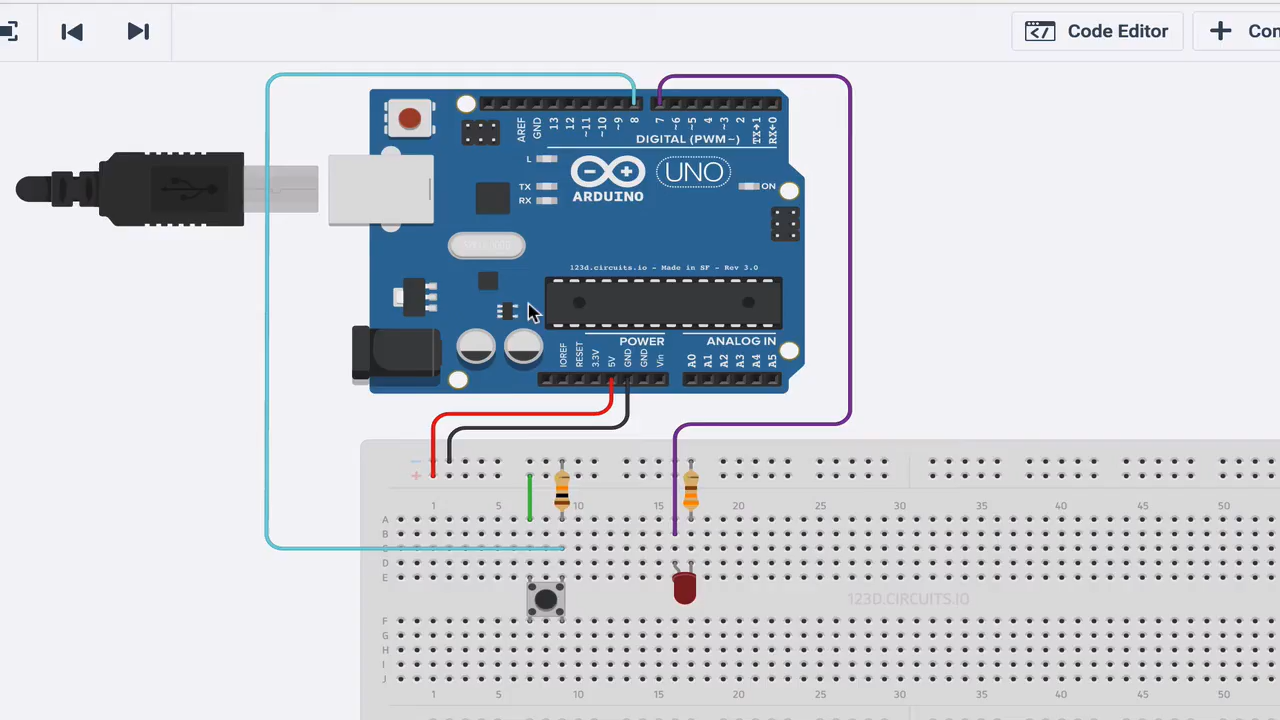 Code Editor
Con
AREF
GND
13
12
~11
~10
~9
8
7
~6
~5
4
~3
2
TX→1
RX←0
DIGITAL (PWM~)
L
TX
RX
ARDUINO
UNO
ON
123d.circuits.io – Made in SF – Rev 3.0
POWER
ANALOG IN
IOREF
RESET
3.3V
5V
GND
GND
Vin
A0
A1
A2
A3
A4
A5
1 5 10 15 20 25 30 35 40 45 50
A
B
C
D
E
123D.CIRCUITS.IO
F
G
H
I
J
1 5 10 15 20 25 30 35 40 45 50